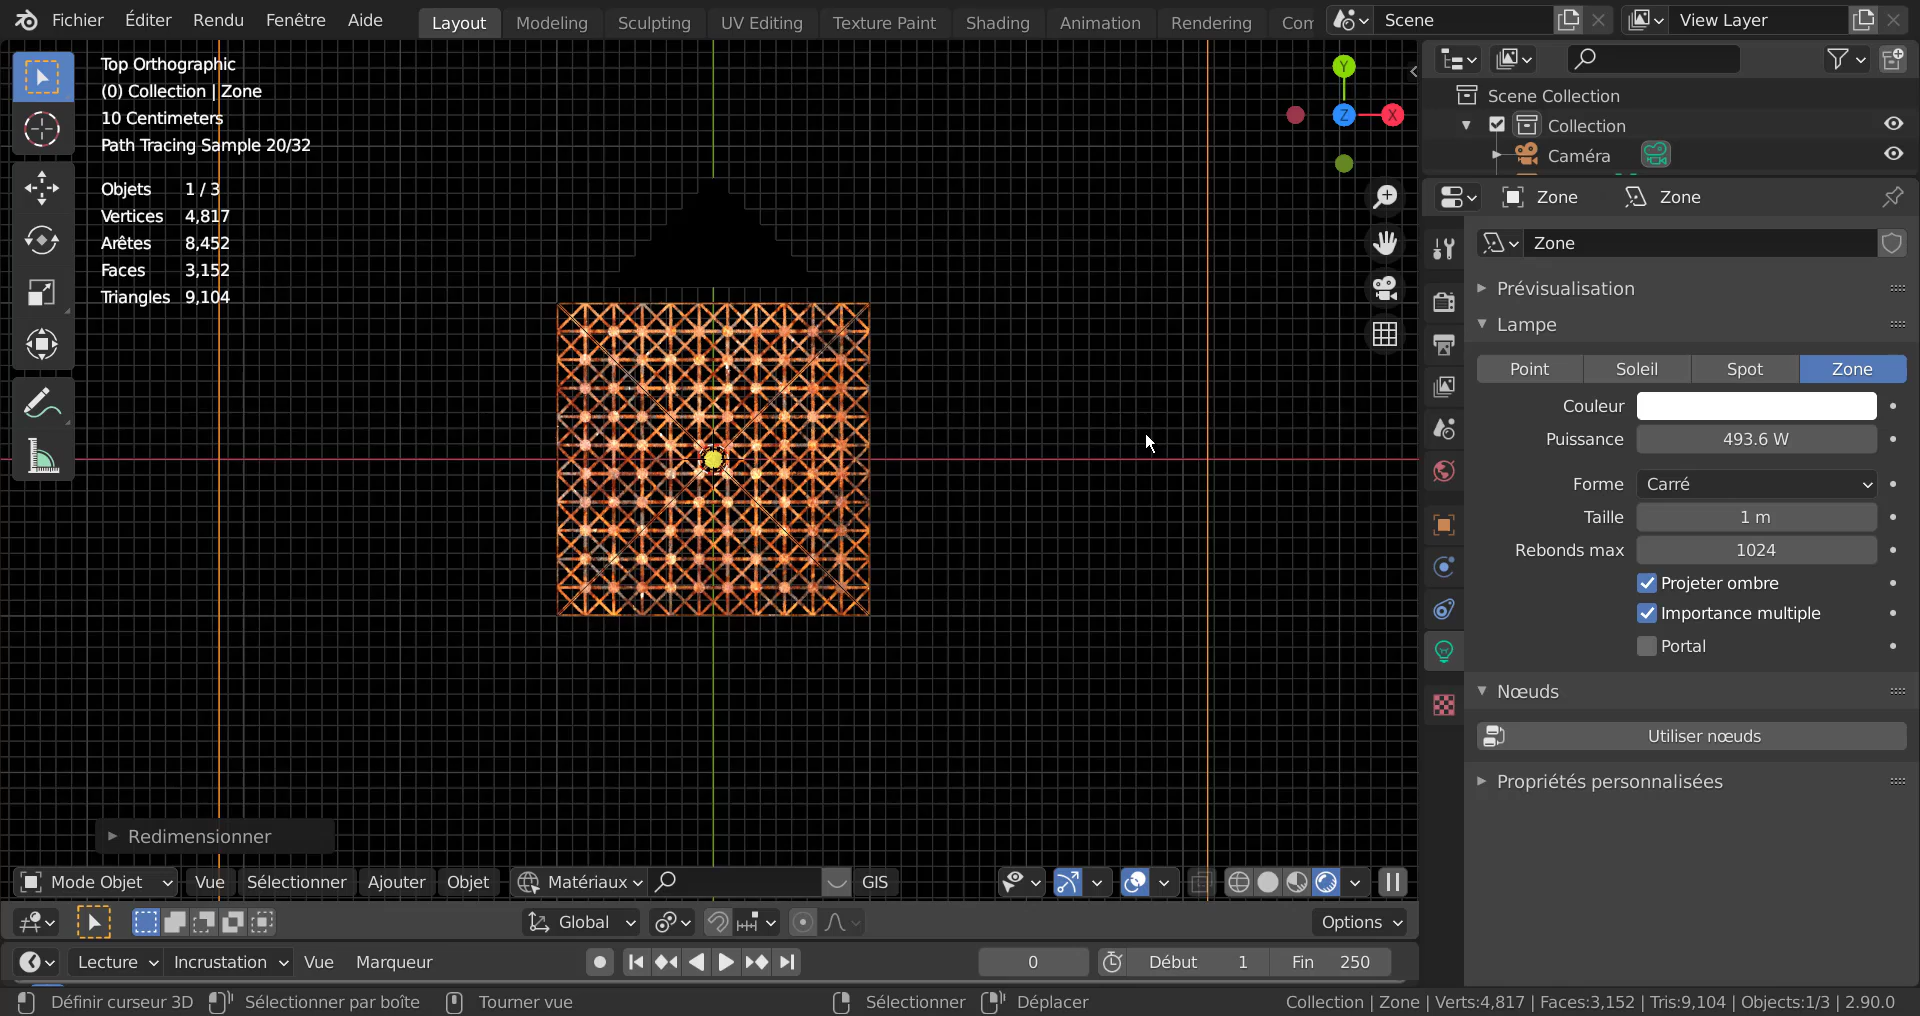 Fichier Éditer Rendu Fenêtre Aide Layout Modeling Sculpting UV Editing Texture Paint Shading Animation Rendering Com Scene View Layer
Top Orthographic
(0) Collection | Zone
10 Centimeters
Path Tracing Sample 20/32
Objets 1 / 3
Vertices 4,817
Arêtes 8,452
Faces 3,152
Triangles 9,104
Y
Z
X
Scene Collection
Collection
Caméra
Zone Zone
Zone
Prévisualisation
Lampe
Point Soleil Spot Zone
Couleur
Puissance 493.6 W
Forme Carré
Taille 1 m
Rebonds max 1024
Projeter ombre
Importance multiple
Portal
Nœuds
Utiliser nœuds
Propriétés personnalisées
Redimensionner
Mode Objet Vue Sélectionner Ajouter Objet Matériaux GIS
Global Options
Lecture Incrustation Vue Marqueur 0 Début 1 Fin 250
Définir curseur 3D Sélectionner par boîte Tourner vue Sélectionner Déplacer Collection | Zone | Verts:4,817 | Faces:3,152 | Tris:9,104 | Objects:1/3 | 2.90.0